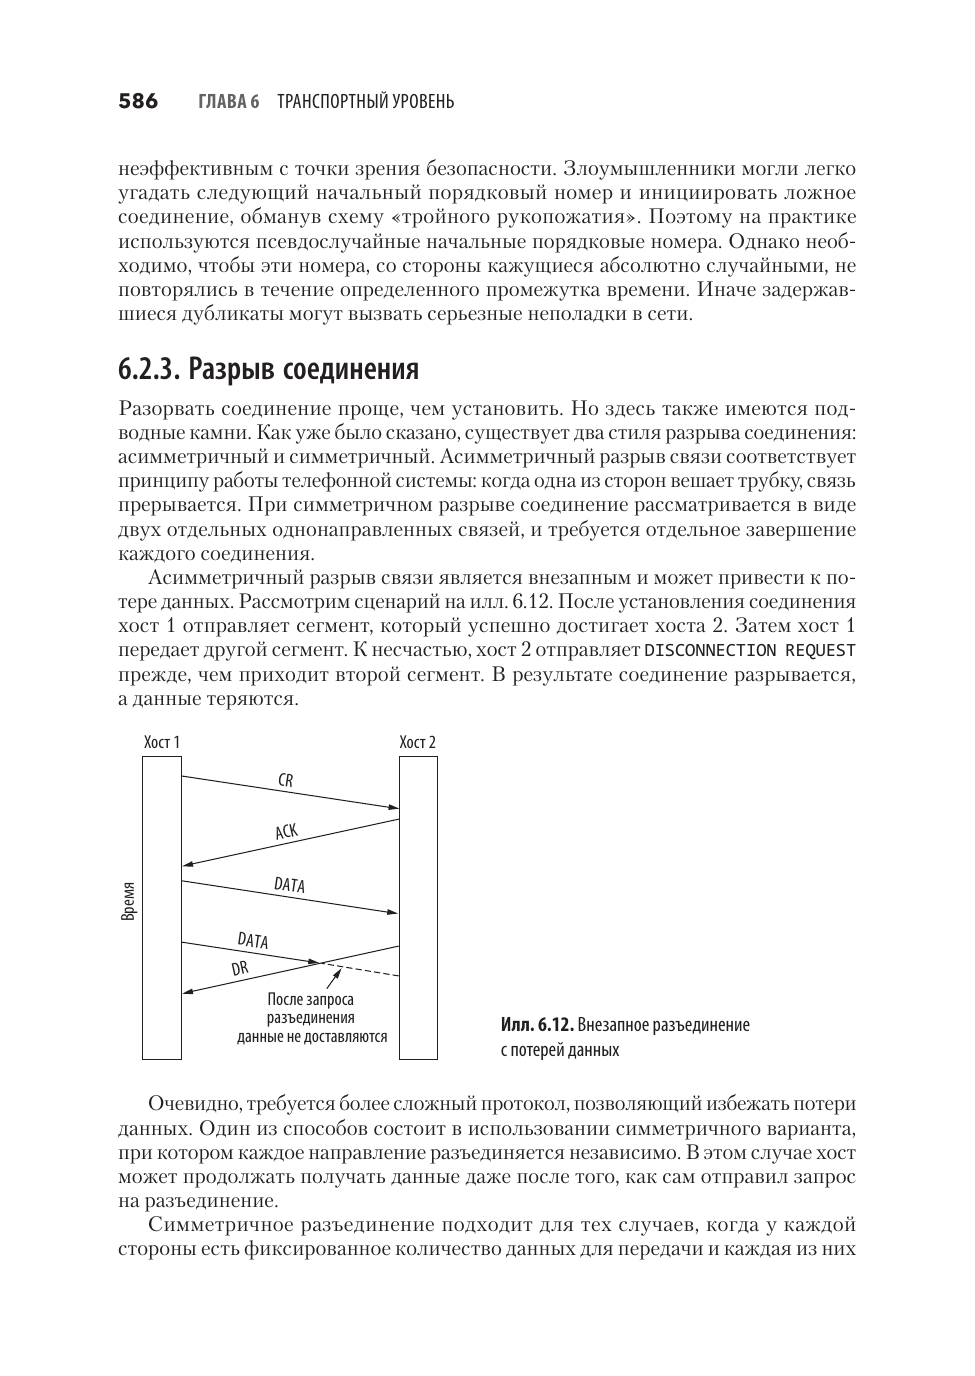 586 ГЛАВА 6 ТРАНСПОРТНЫЙ УРОВЕНЬ
неэффективным с точки зрения безопасности. Злоумышленники могли легко
угадать следующий начальный порядковый номер и инициировать ложное
соединение, обманув схему «тройного рукопожатия». Поэтому на практике
используются псевдослучайные начальные порядковые номера. Однако необ-
ходимо, чтобы эти номера, со стороны кажущиеся абсолютно случайными, не
повторялись в течение определенного промежутка времени. Иначе задержав-
шиеся дубликаты могут вызвать серьезные неполадки в сети.
6.2.3. Разрыв соединения
Разорвать соединение проще, чем установить. Но здесь также имеются под-
водные камни. Как уже было сказано, существует два стиля разрыва соединения:
асимметричный и симметричный. Асимметричный разрыв связи соответствует
принципу работы телефонной системы: когда одна из сторон вешает трубку, связь
прерывается. При симметричном разрыве соединение рассматривается в виде
двух отдельных однонаправленных связей, и требуется отдельное завершение
каждого соединения.
Асимметричный разрыв связи является внезапным и может привести к по-
тере данных. Рассмотрим сценарий на илл. 6.12. После установления соединения
хост 1 отправляет сегмент, который успешно достигает хоста 2. Затем хост 1
передает другой сегмент. К несчастью, хост 2 отправляет DISCONNECTION REQUEST
прежде, чем приходит второй сегмент. В результате соединение разрывается,
а данные теряются.
Хост 1 Хост 2
CR
ACK
DATA
Время
DATA
DR
После запроса
разъединения
данные не доставляются
Илл. 6.12. Внезапное разъединение
с потерей данных
Очевидно, требуется более сложный протокол, позволяющий избежать потери
данных. Один из способов состоит в использовании симметричного варианта,
при котором каждое направление разъединяется независимо. В этом случае хост
может продолжать получать данные даже после того, как сам отправил запрос
на разъединение.
Симметричное разъединение подходит для тех случаев, когда у каждой
стороны есть фиксированное количество данных для передачи и каждая из них